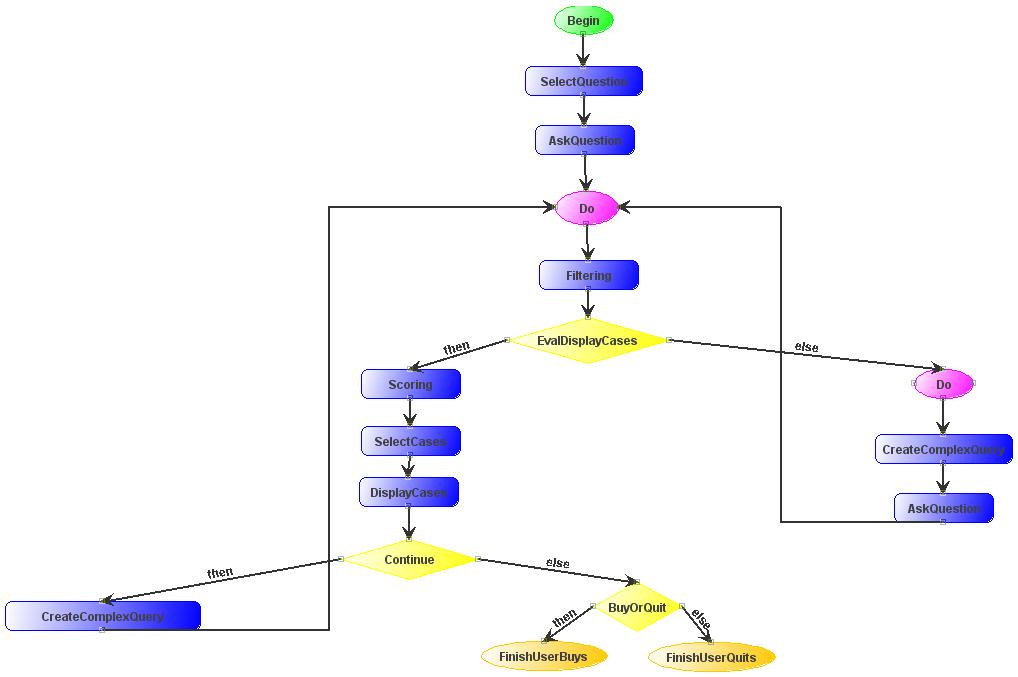 Begin
SelectQuestion
AskQuestion
Do
Filtering
EvalDisplayCases
then
else
Scoring
Do
SelectCases
CreateComplexQuery
DisplayCases
AskQuestion
Continue
then
else
CreateComplexQuery
BuyOrQuit
then
else
FinishUserBuys
FinishUserQuits